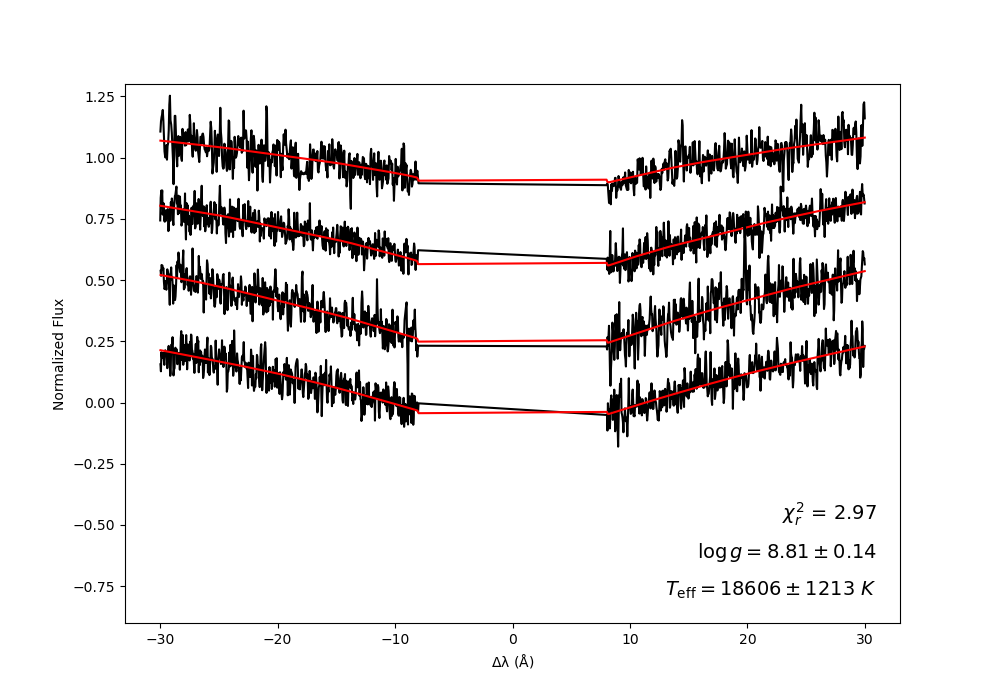 1.25
1.00
0.75
0.50
0.25
0.00
−0.25
−0.50
−0.75
Normalized Flux
χ²ᵣ = 2.97
log g = 8.81 ± 0.14
T_eff = 18606 ± 1213 K
−30 −20 −10 0 10 20 30
Δλ (Å)